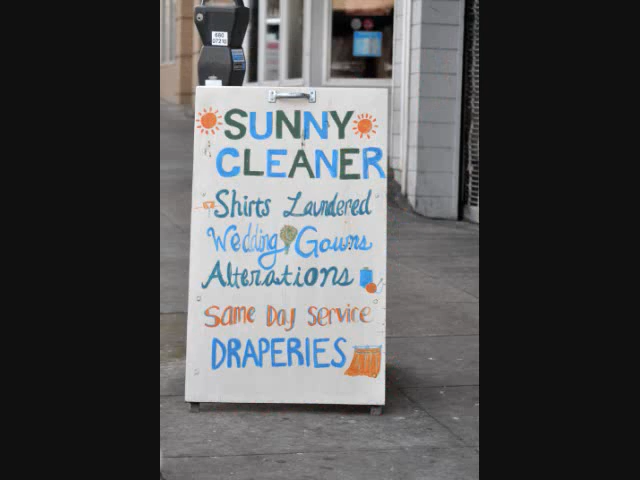 SUNNY
CLEANER
Shirts Laundered
Wedding Gowns
Alterations
Same Day Service
DRAPERIES